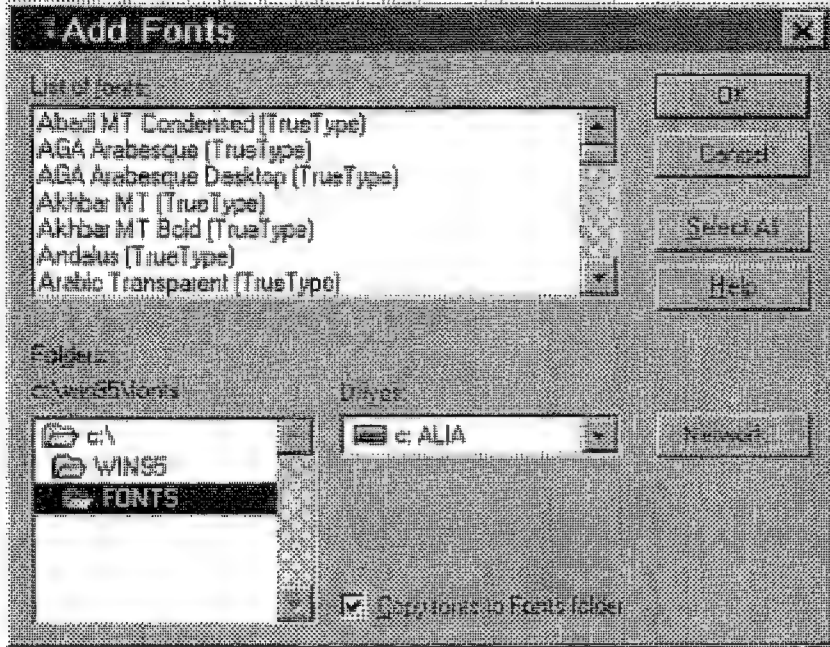 Add Fonts
List of fonts:
Abadi MT Condensed (TrueType)
AGA Arabesque (TrueType)
AGA Arabesque Desktop (TrueType)
Akhbar MT (TrueType)
Akhbar MT Bold (TrueType)
Andalus (TrueType)
Arabic Transparent (TrueType)
OK
Cancel
Select All
Help
Folders:
c:\win95\fonts
c:\
WIN95
FONTS
Drives:
c: ALIA
Network...
Copy fonts to Fonts folder